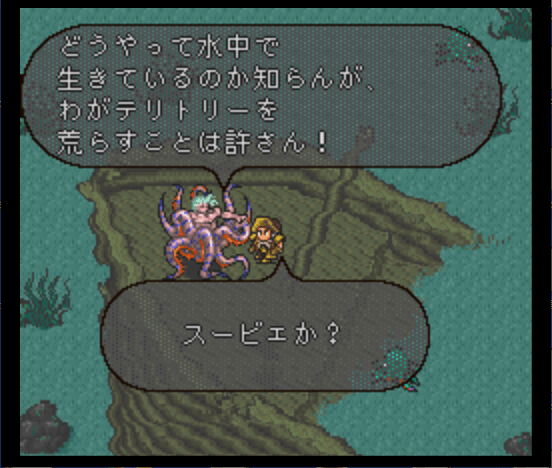 どうやって水中で
生きているのか知らんが、
わがテリトリーを
荒らすことは許さん！
スービエか？